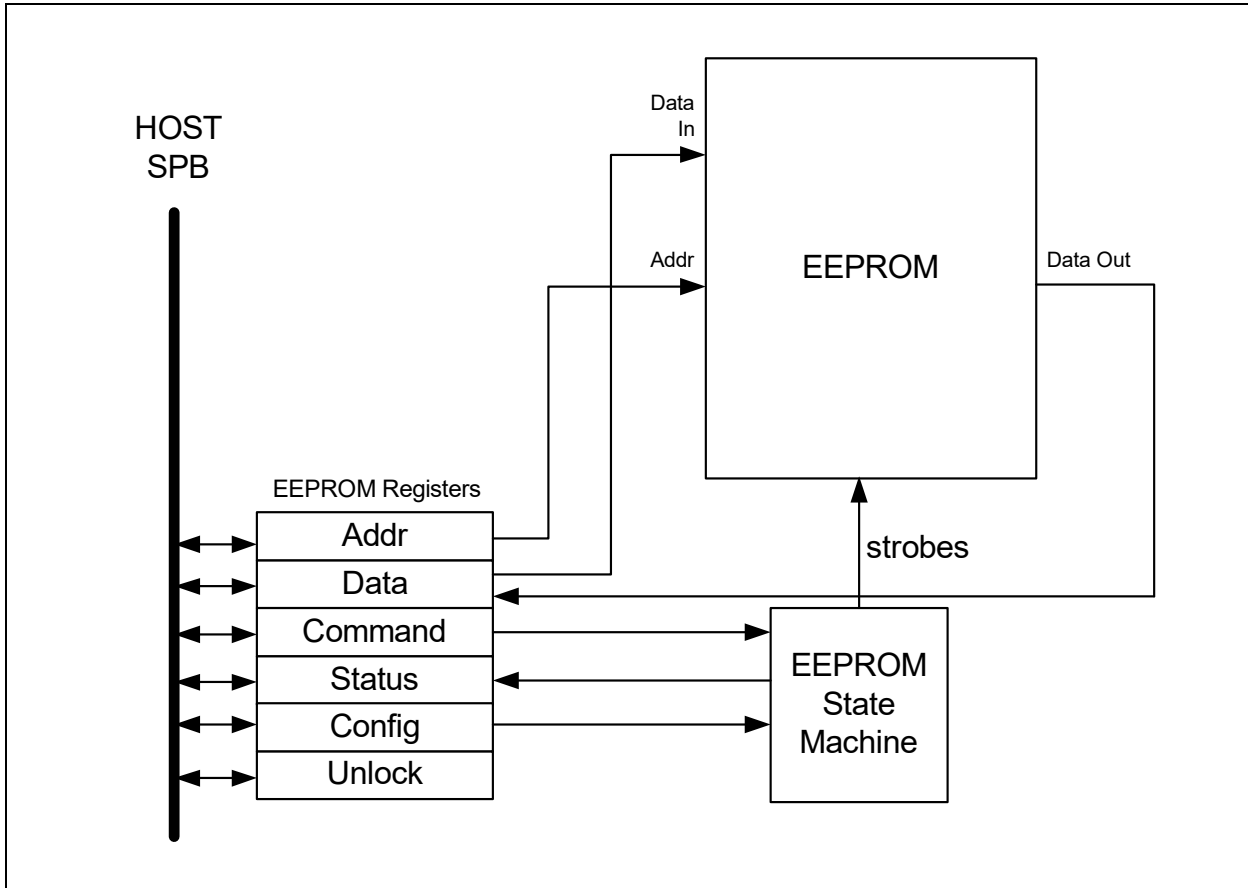 HOST
SPB
Data
In
Addr
EEPROM
Data Out
EEPROM Registers
Addr
Data
Command
Status
Config
Unlock
strobes
EEPROM
State
Machine